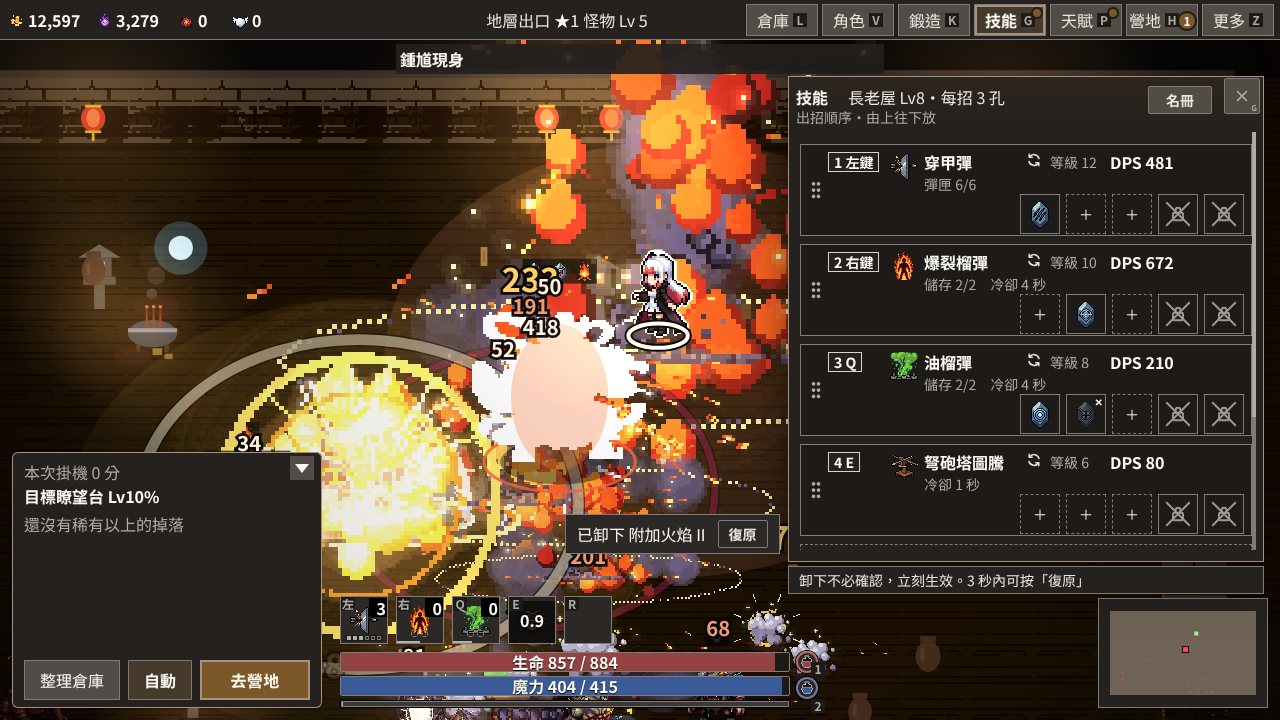 12,597 3,279 0 0
地層出口 ★1 怪物 Lv 5
倉庫 L 角色 V 鍛造 K 技能 G 天賦 P 營地 H 1 更多 Z
鍾馗現身
技能 長老屋 Lv8・每招 3 孔
出招順序・由上往下放
名冊
G
1 左鍵 穿甲彈 等級 12 DPS 481
彈匣 6/6
+ +
2 右鍵 爆裂榴彈 等級 10 DPS 672
儲存 2/2 冷卻 4 秒
+ +
3 Q 油榴彈 等級 8 DPS 210
儲存 2/2 冷卻 4 秒
+
4 E 弩砲塔圖騰 等級 6 DPS 80
冷卻 1 秒
+ + +
卸下不必確認，立刻生效。3 秒內可按「復原」
50
191
418
52
34
已卸下 附加火焰 II 復原
201
68
本次掛機 0 分
目標瞭望台 Lv10%
還沒有稀有以上的掉落
整理倉庫 自動 去營地
左 3 右 0 Q 0 E 0.9 R
生命 857 / 884
1
魔力 404 / 415
2